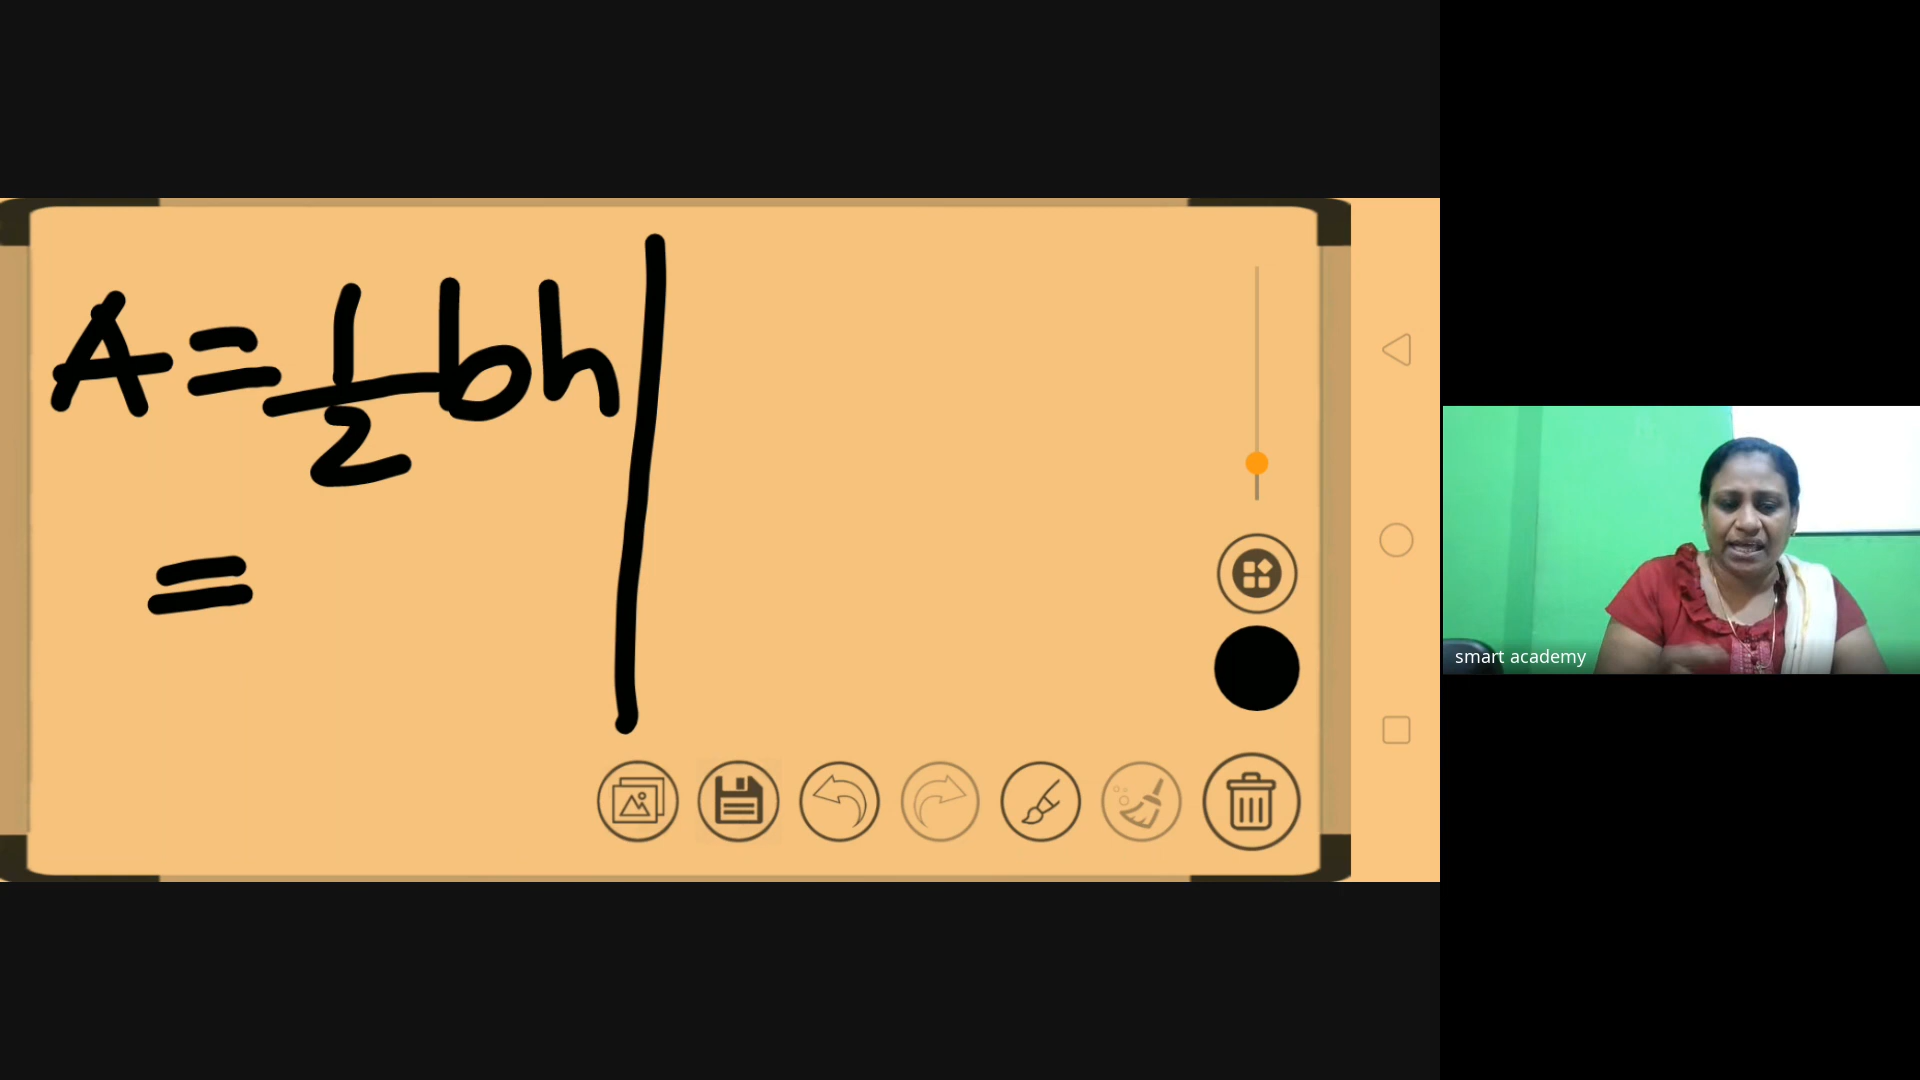 A = 1/2 bh
=
smart academy